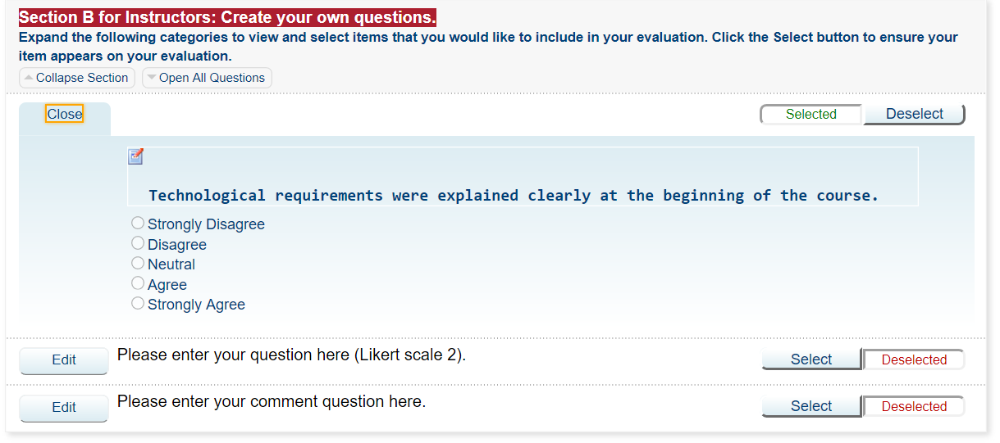 Section B for Instructors: Create your own questions.
Expand the following categories to view and select items that you would like to include in your evaluation. Click the Select button to ensure your
item appears on your evaluation.
Collapse Section Open All Questions
Close Selected Deselect
Technological requirements were explained clearly at the beginning of the course.
Strongly Disagree
Disagree
Neutral
Agree
Strongly Agree
Edit Please enter your question here (Likert scale 2). Select Deselected
Edit Please enter your comment question here. Select Deselected